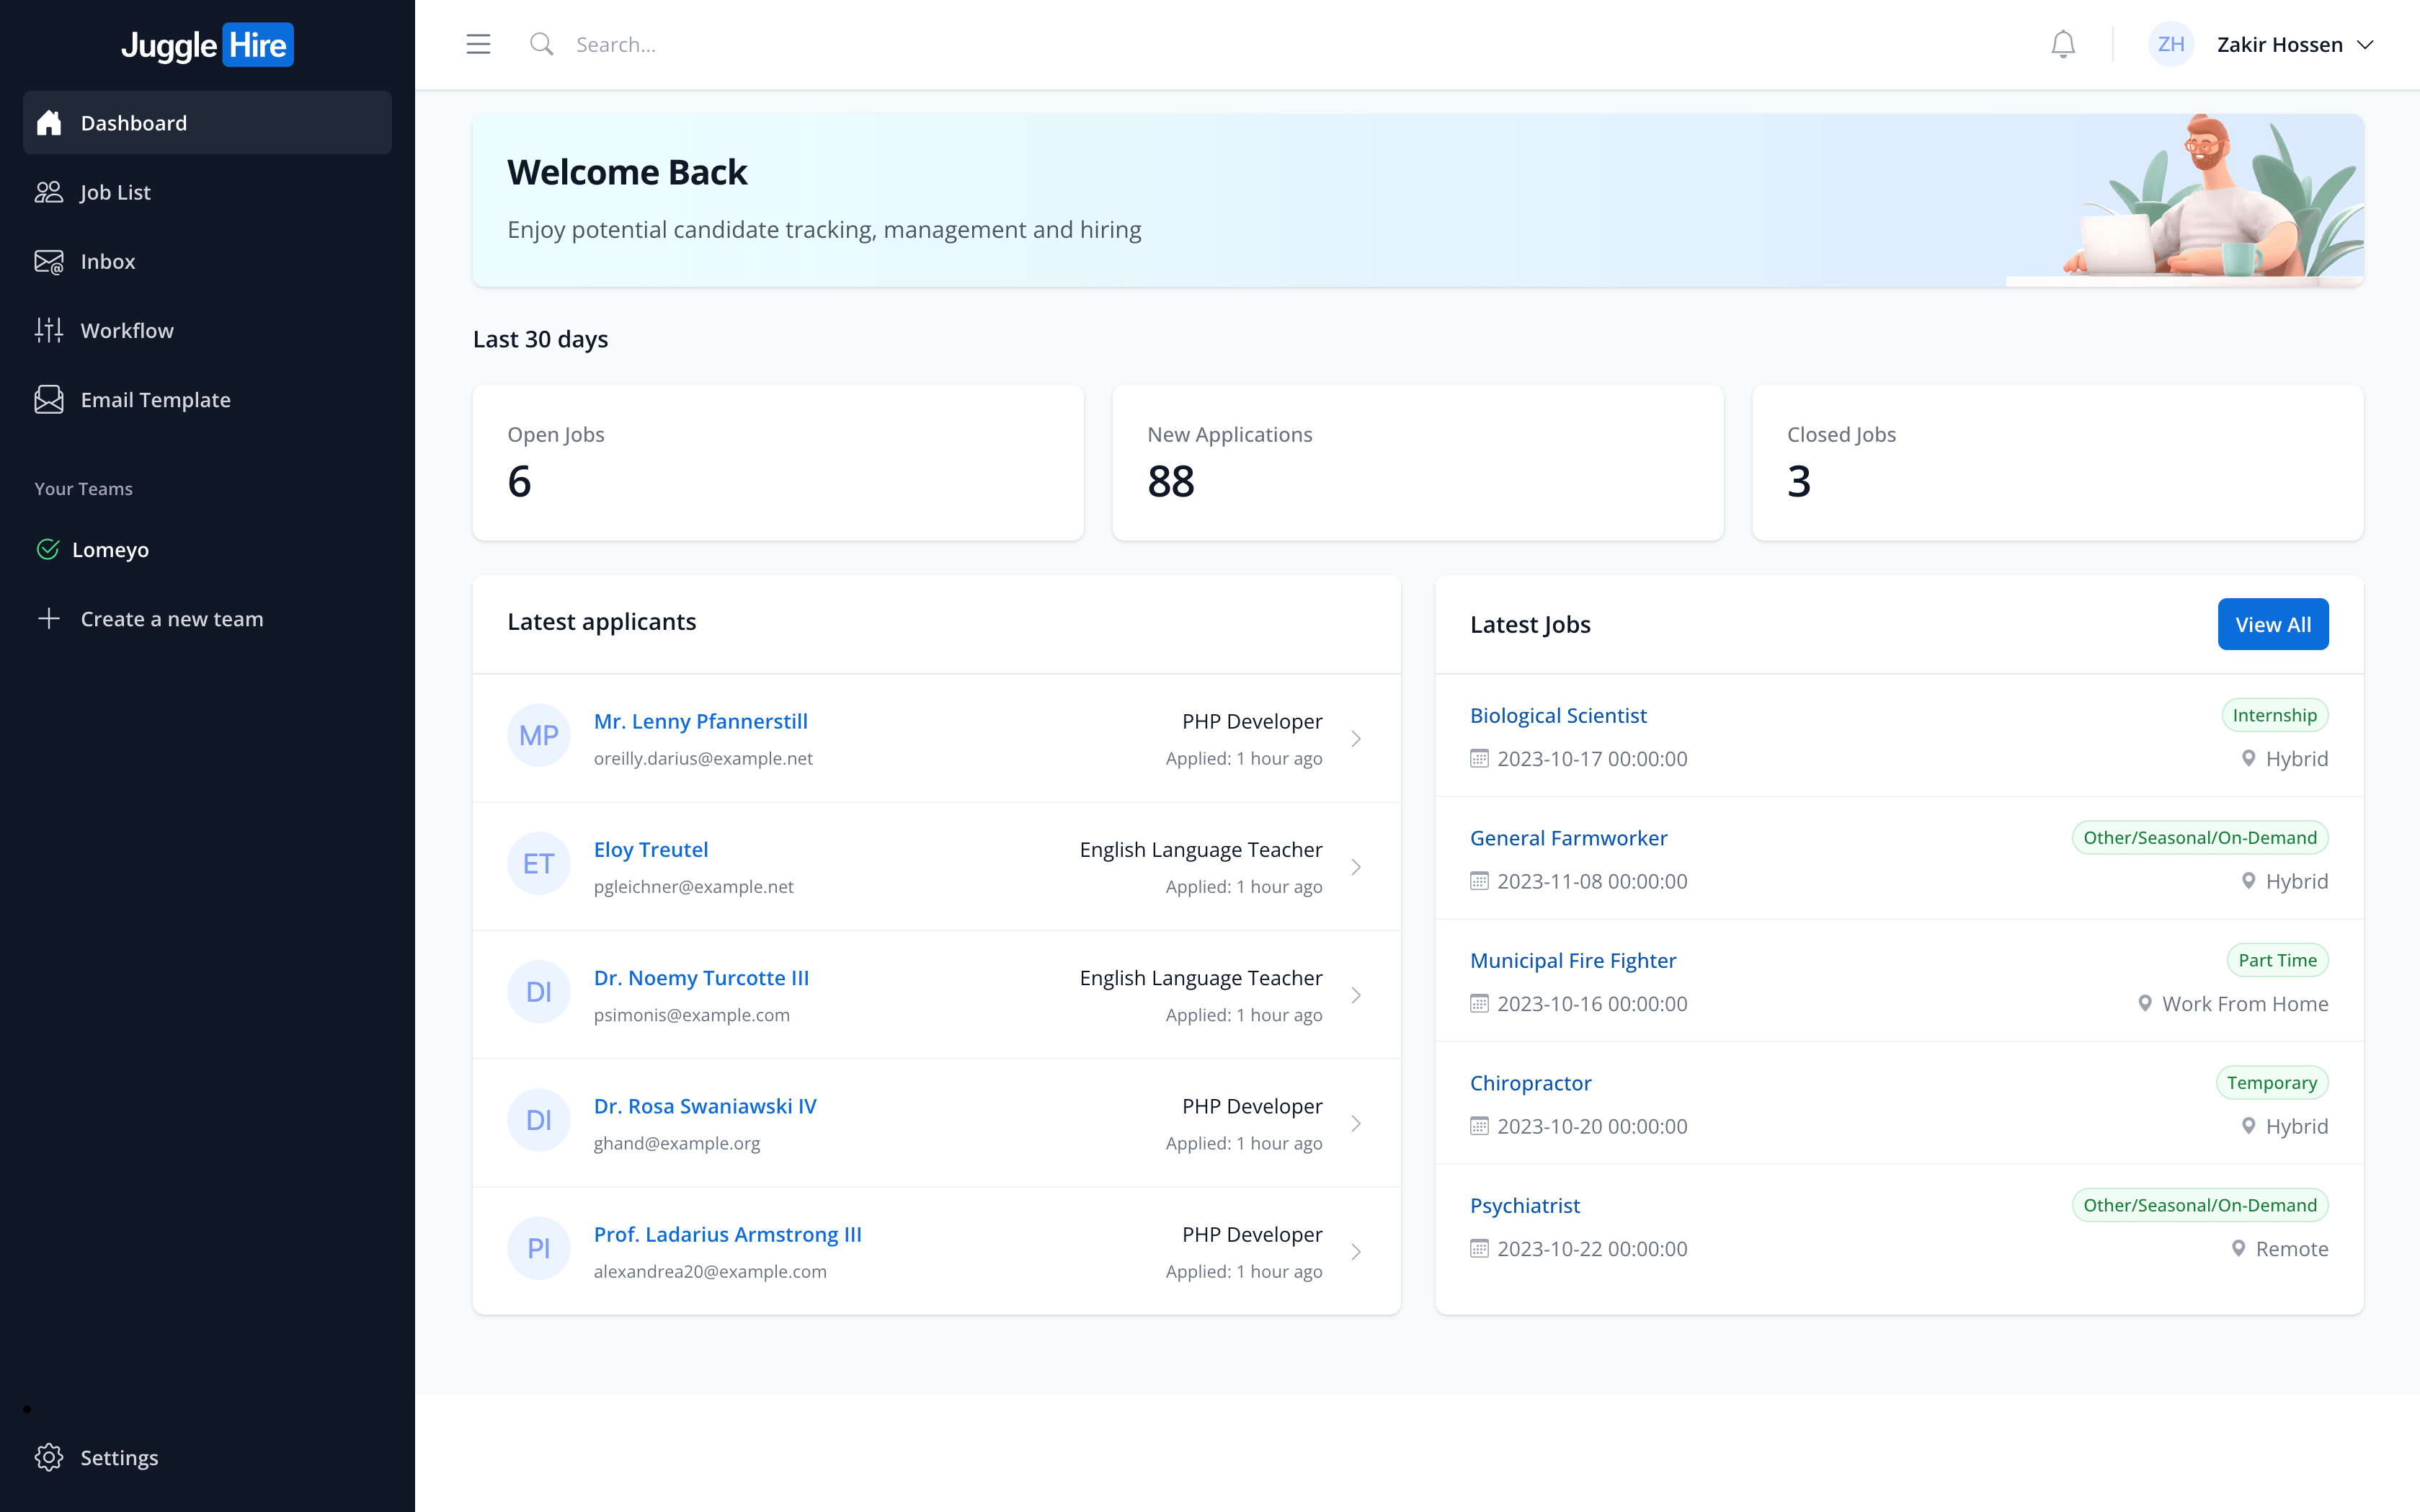 Juggle Hire
Dashboard
Job List
Inbox
Workflow
Email Template
Your Teams
Lomeyo
Create a new team
Settings
Search...
ZH Zakir Hossen
Welcome Back
Enjoy potential candidate tracking, management and hiring
Last 30 days
Open Jobs
6
New Applications
88
Closed Jobs
3
Latest applicants
MP
Mr. Lenny Pfannerstill
PHP Developer
oreilly.darius@example.net
Applied: 1 hour ago
ET
Eloy Treutel
English Language Teacher
pgleichner@example.net
Applied: 1 hour ago
DI
Dr. Noemy Turcotte III
English Language Teacher
psimonis@example.com
Applied: 1 hour ago
DI
Dr. Rosa Swaniawski IV
PHP Developer
ghand@example.org
Applied: 1 hour ago
PI
Prof. Ladarius Armstrong III
PHP Developer
alexandrea20@example.com
Applied: 1 hour ago
Latest Jobs
View All
Biological Scientist
Internship
2023-10-17 00:00:00
Hybrid
General Farmworker
Other/Seasonal/On-Demand
2023-11-08 00:00:00
Hybrid
Municipal Fire Fighter
Part Time
2023-10-16 00:00:00
Work From Home
Chiropractor
Temporary
2023-10-20 00:00:00
Hybrid
Psychiatrist
Other/Seasonal/On-Demand
2023-10-22 00:00:00
Remote